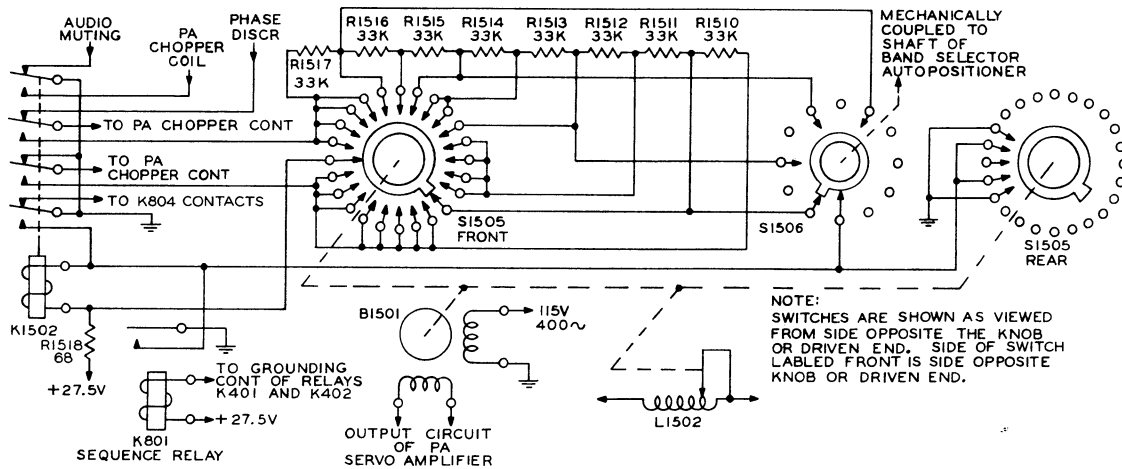 AUDIO
MUTING
PA
CHOPPER
COIL
PHASE
DISCR
R1516
33K
R1515
33K
R1514
33K
R1513
33K
R1512
33K
R1511
33K
R1510
33K
R1517
33K
MECHANICALLY
COUPLED TO
SHAFT OF
BAND SELECTOR
AUTOPOSITIONER
TO PA CHOPPER CONT
TO PA
CHOPPER CONT
TO K804 CONTACTS
S1505
FRONT
S1506
S1505
REAR
K1502
R1518
68
+27.5V
B1501
115V
400~
NOTE:
SWITCHES ARE SHOWN AS VIEWED
FROM SIDE OPPOSITE THE KNOB
OR DRIVEN END. SIDE OF SWITCH
LABLED FRONT IS SIDE OPPOSITE
KNOB OR DRIVEN END.
TO GROUNDING
CONT OF RELAYS
K401 AND K402
+27.5V
K801
SEQUENCE RELAY
OUTPUT CIRCUIT
OF PA
SERVO AMPLIFIER
L1502